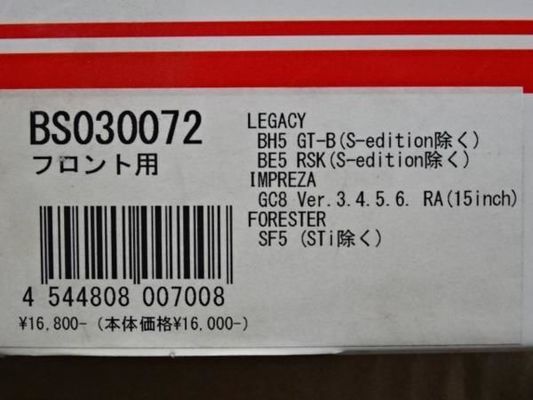 BS030072
フロント用
4 544808 007008
¥16,800-(本体価格¥16,000-)
LEGACY
BH5 GT-B(S-edition除く)
BE5 RSK(S-edition除く)
IMPREZA
GC8 Ver.3.4.5.6. RA(15inch)
FORESTER
SF5 (STi除く)